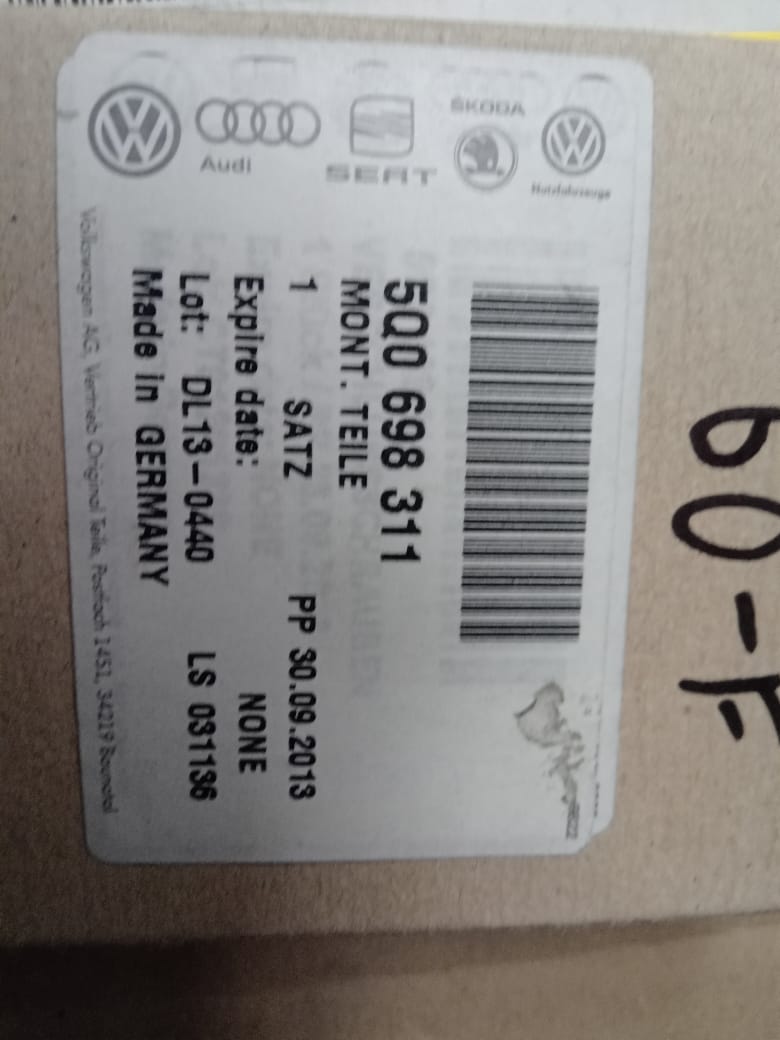 Audi
SEAT
ŠKODA
Nutzfahrzeuge
5Q0 698 311
MONT. TEILE
1 SATZ PP 30.09.2013
Expire date: NONE
Lot: DL13-0440 LS 031136
Made in GERMANY
Volkswagen AG, Vertrieb Original Teile, Postfach 1451, 34219 Baunatal
60-F